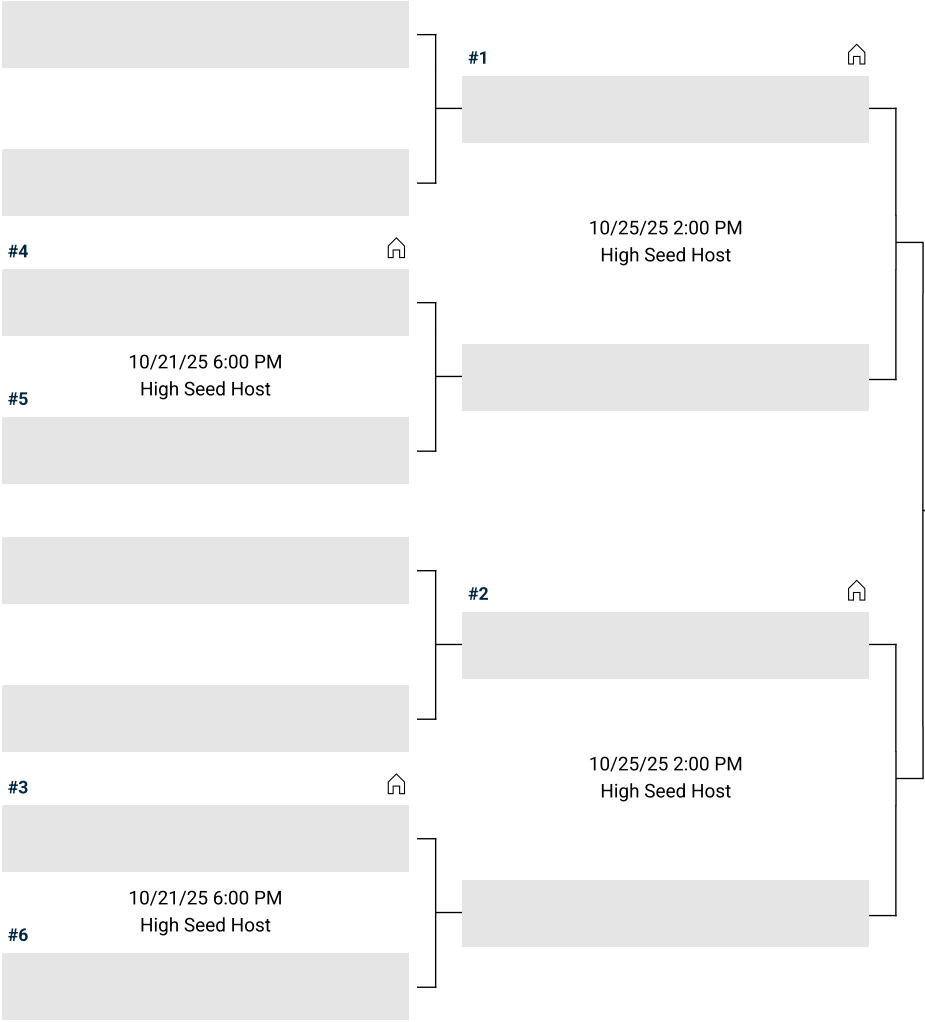 #1
10/25/25 2:00 PM
High Seed Host
#4
10/21/25 6:00 PM
High Seed Host
#5
#2
10/25/25 2:00 PM
High Seed Host
#3
10/21/25 6:00 PM
High Seed Host
#6